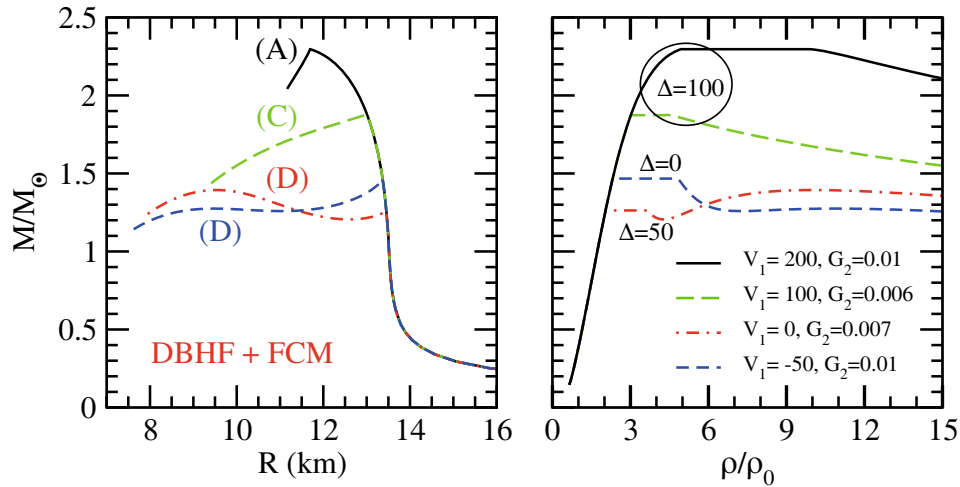 2.5
2
1.5
1
0.5
0
M/M⊙
(A)
(C)
(D)
(D)
DBHF + FCM
8 10 12 14 16
R (km)
Δ=100
Δ=0
Δ=50
V₁= 200, G₂=0.01
V₁= 100, G₂=0.006
V₁= 0, G₂=0.007
V₁= -50, G₂=0.01
0 3 6 9 12 15
ρ/ρ₀